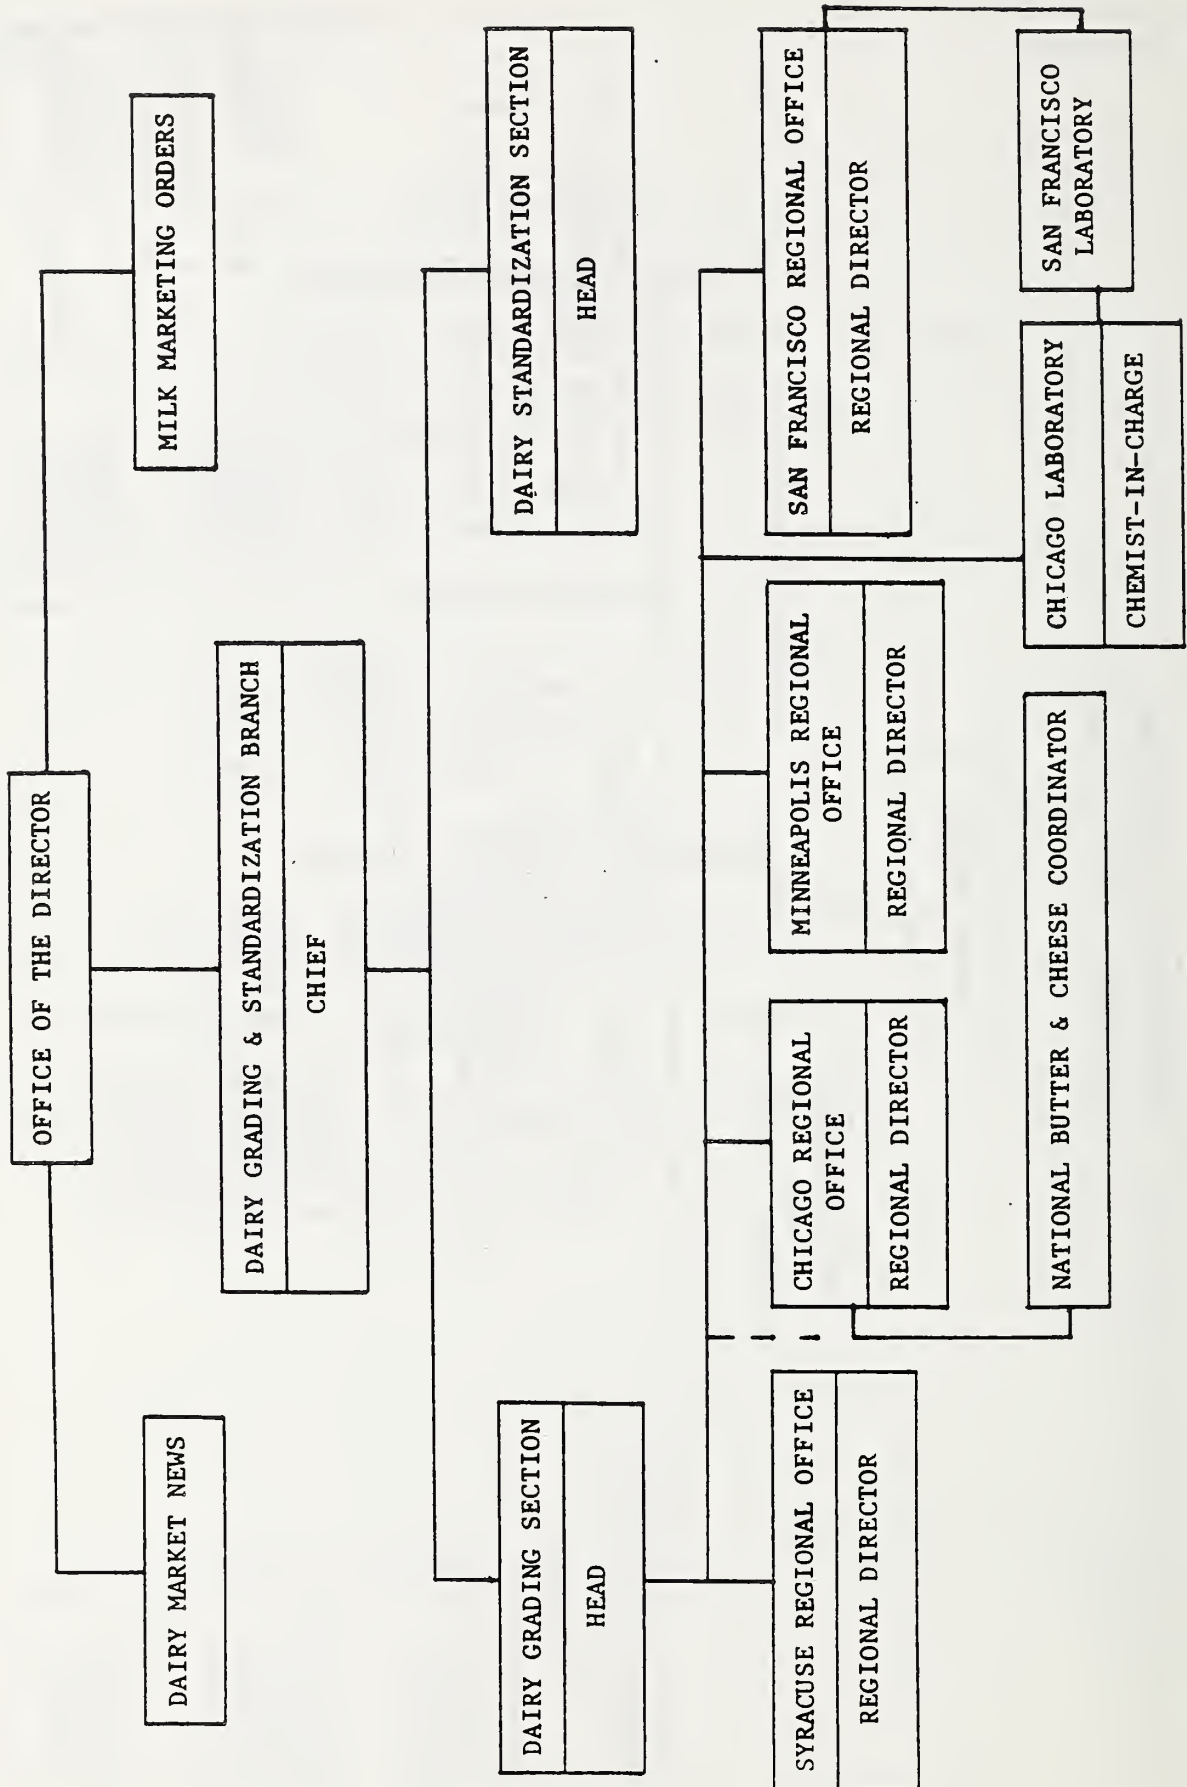 OFFICE OF THE DIRECTOR
DAIRY MARKET NEWS
MILK MARKETING ORDERS
DAIRY GRADING & STANDARDIZATION BRANCH
CHIEF
DAIRY GRADING SECTION
HEAD
DAIRY STANDARDIZATION SECTION
HEAD
SYRACUSE REGIONAL OFFICE
REGIONAL DIRECTOR
CHICAGO REGIONAL
OFFICE
REGIONAL DIRECTOR
MINNEAPOLIS REGIONAL
OFFICE
REGIONAL DIRECTOR
SAN FRANCISCO REGIONAL OFFICE
REGIONAL DIRECTOR
NATIONAL BUTTER & CHEESE COORDINATOR
CHICAGO LABORATORY
CHEMIST-IN-CHARGE
SAN FRANCISCO
LABORATORY